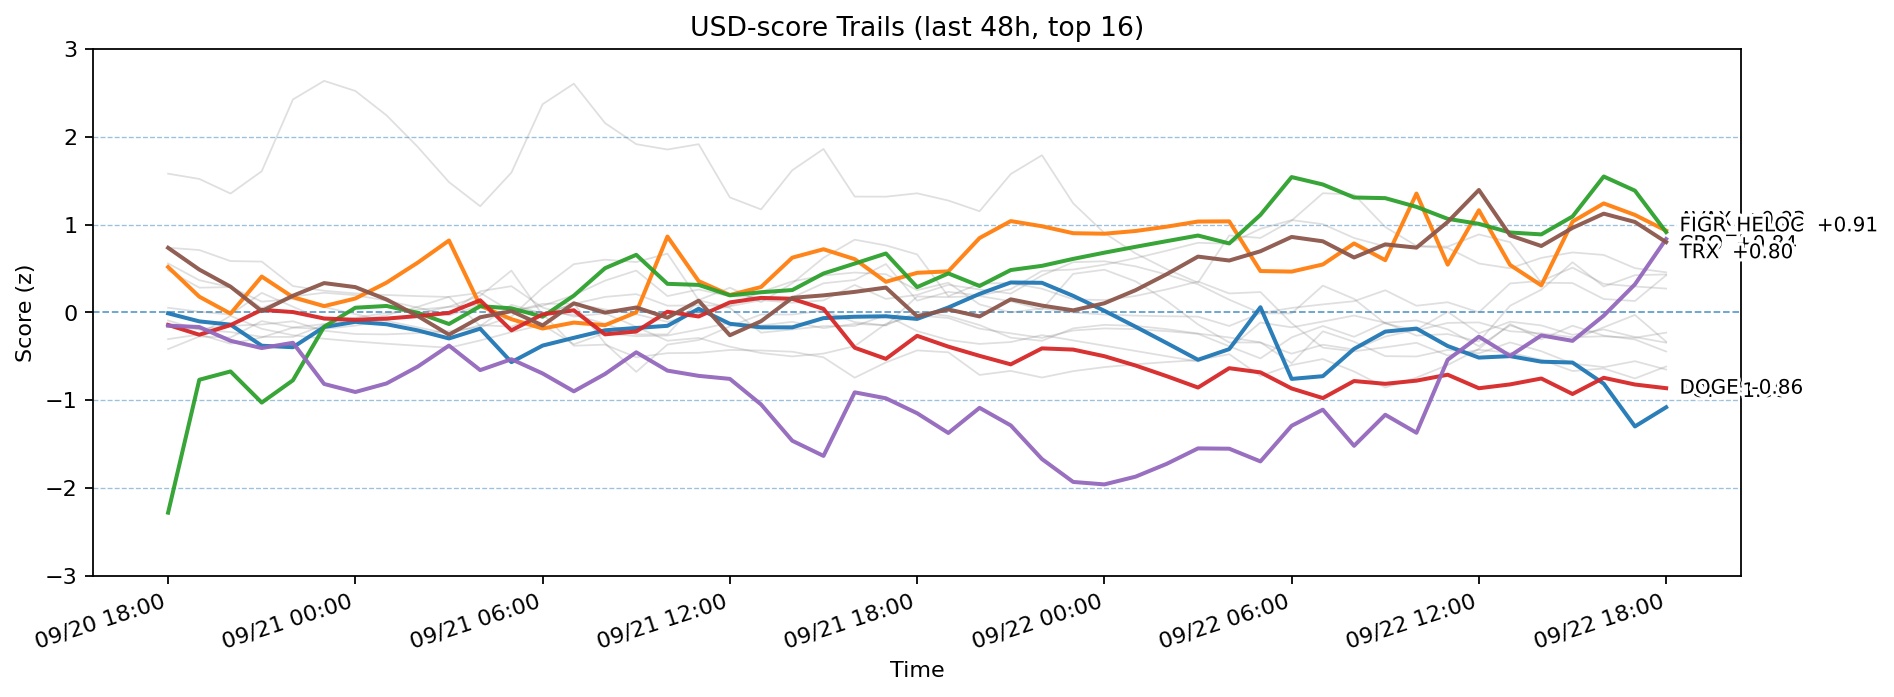 USD-score Trails (last 48h, top 16)
Score (z)
3
2
1
0
−1
−2
−3
FIGR_HELOC +0.91
TRX +0.80
DOGE -0.86
09/20 18:00
09/21 00:00
09/21 06:00
09/21 12:00
09/21 18:00
09/22 00:00
09/22 06:00
09/22 12:00
09/22 18:00
Time